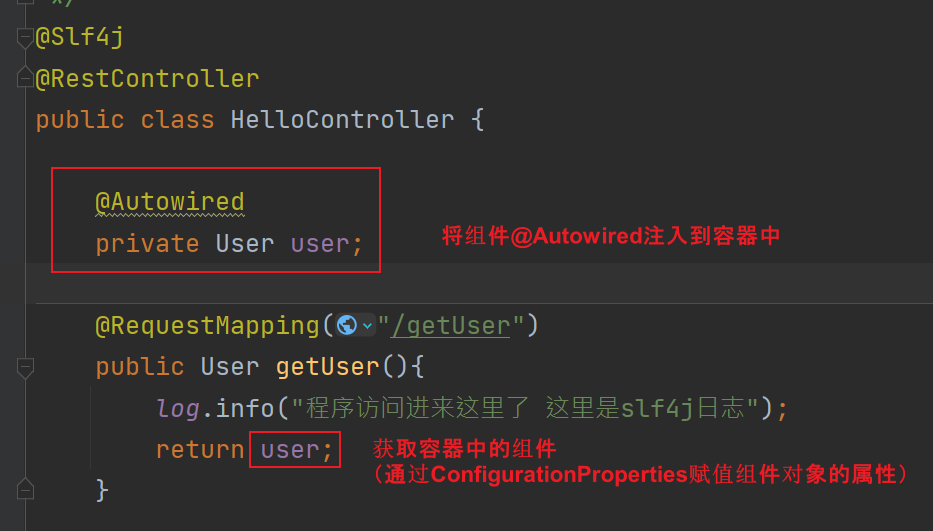 */
@Slf4j
@RestController
public class HelloController {
@Autowired
private User user;
将组件@Autowired注入到容器中
@RequestMapping("/getUser")
public User getUser(){
log.info("程序访问进来这里了 这里是slf4j日志");
return user;
获取容器中的组件
（通过ConfigurationProperties赋值组件对象的属性）
}